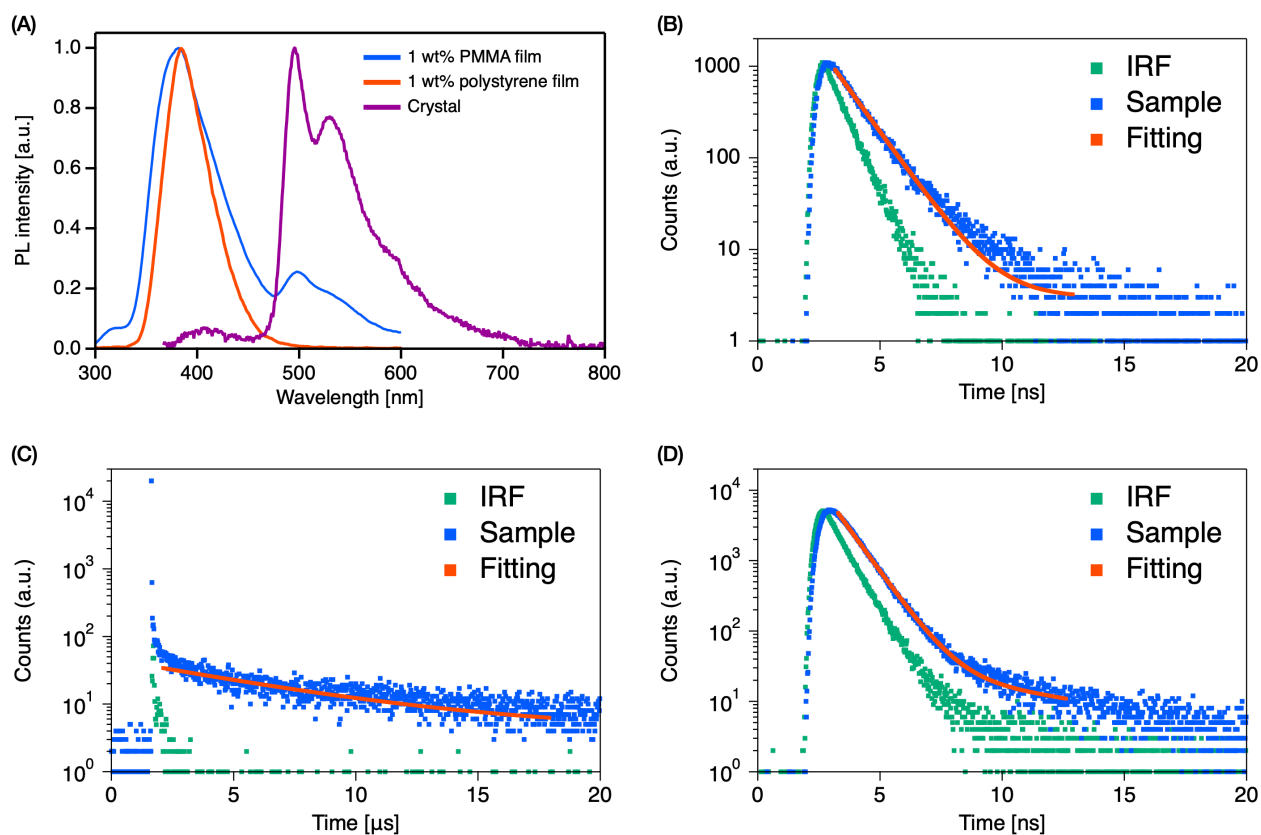 (A)
PL intensity [a.u.]
1.0
0.8
0.6
0.4
0.2
0.0
1 wt% PMMA film
1 wt% polystyrene film
Crystal
300 400 500 600 700 800
Wavelength [nm]
(B)
Counts (a.u.)
1000
100
10
1
IRF
Sample
Fitting
0 5 10 15 20
Time [ns]
(C)
Counts (a.u.)
10⁴
10³
10²
10¹
10⁰
IRF
Sample
Fitting
0 5 10 15 20
Time [µs]
(D)
Counts (a.u.)
10⁴
10³
10²
10¹
10⁰
IRF
Sample
Fitting
0 5 10 15 20
Time [ns]